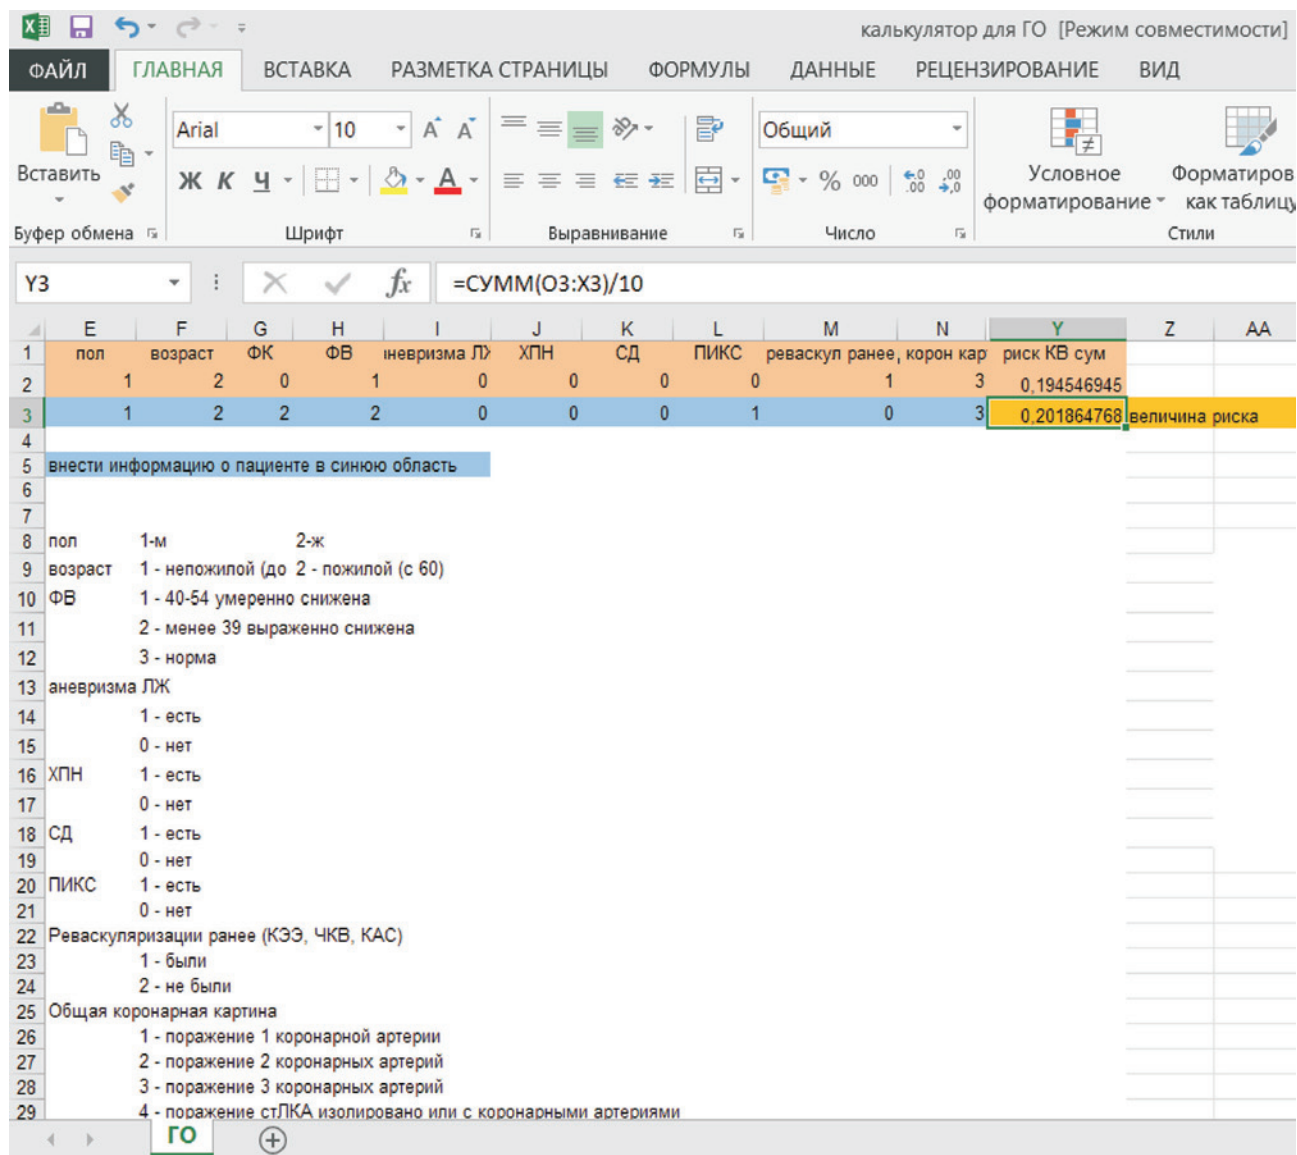 калькулятор для ГО [Режим совместимости]
ФАЙЛ ГЛАВНАЯ ВСТАВКА РАЗМЕТКА СТРАНИЦЫ ФОРМУЛЫ ДАННЫЕ РЕЦЕНЗИРОВАНИЕ ВИД
Arial 10 A A Общий
Вставить Ж К Ч A % 000 ,0 ,00 ,00 ,0 Условное форматирование Форматиров как таблицу
Буфер обмена Шрифт Выравнивание Число Стили
Y3 fx =СУММ(O3:X3)/10
E F G H I J K L M N Y Z AA
1 пол возраст ФК ФВ аневризма ЛЖ ХПН СД ПИКС реваскул ранее, корон кар риск КВ сум
2 1 2 0 1 0 0 0 0 1 3 0,194546945
3 1 2 2 2 0 0 0 1 0 3 0,201864768 величина риска
4
5 внести информацию о пациенте в синюю область
6
7
8 пол 1-м 2-ж
9 возраст 1 - непожилой (до 2 - пожилой (с 60)
10 ФВ 1 - 40-54 умеренно снижена
11 2 - менее 39 выраженно снижена
12 3 - норма
13 аневризма ЛЖ
14 1 - есть
15 0 - нет
16 ХПН 1 - есть
17 0 - нет
18 СД 1 - есть
19 0 - нет
20 ПИКС 1 - есть
21 0 - нет
22 Реваскуляризации ранее (КЭЭ, ЧКВ, КАС)
23 1 - были
24 2 - не были
25 Общая коронарная картина
26 1 - поражение 1 коронарной артерии
27 2 - поражение 2 коронарных артерий
28 3 - поражение 3 коронарных артерий
29 4 - поражение стЛКА изолировано или с коронарными артериями
ГО